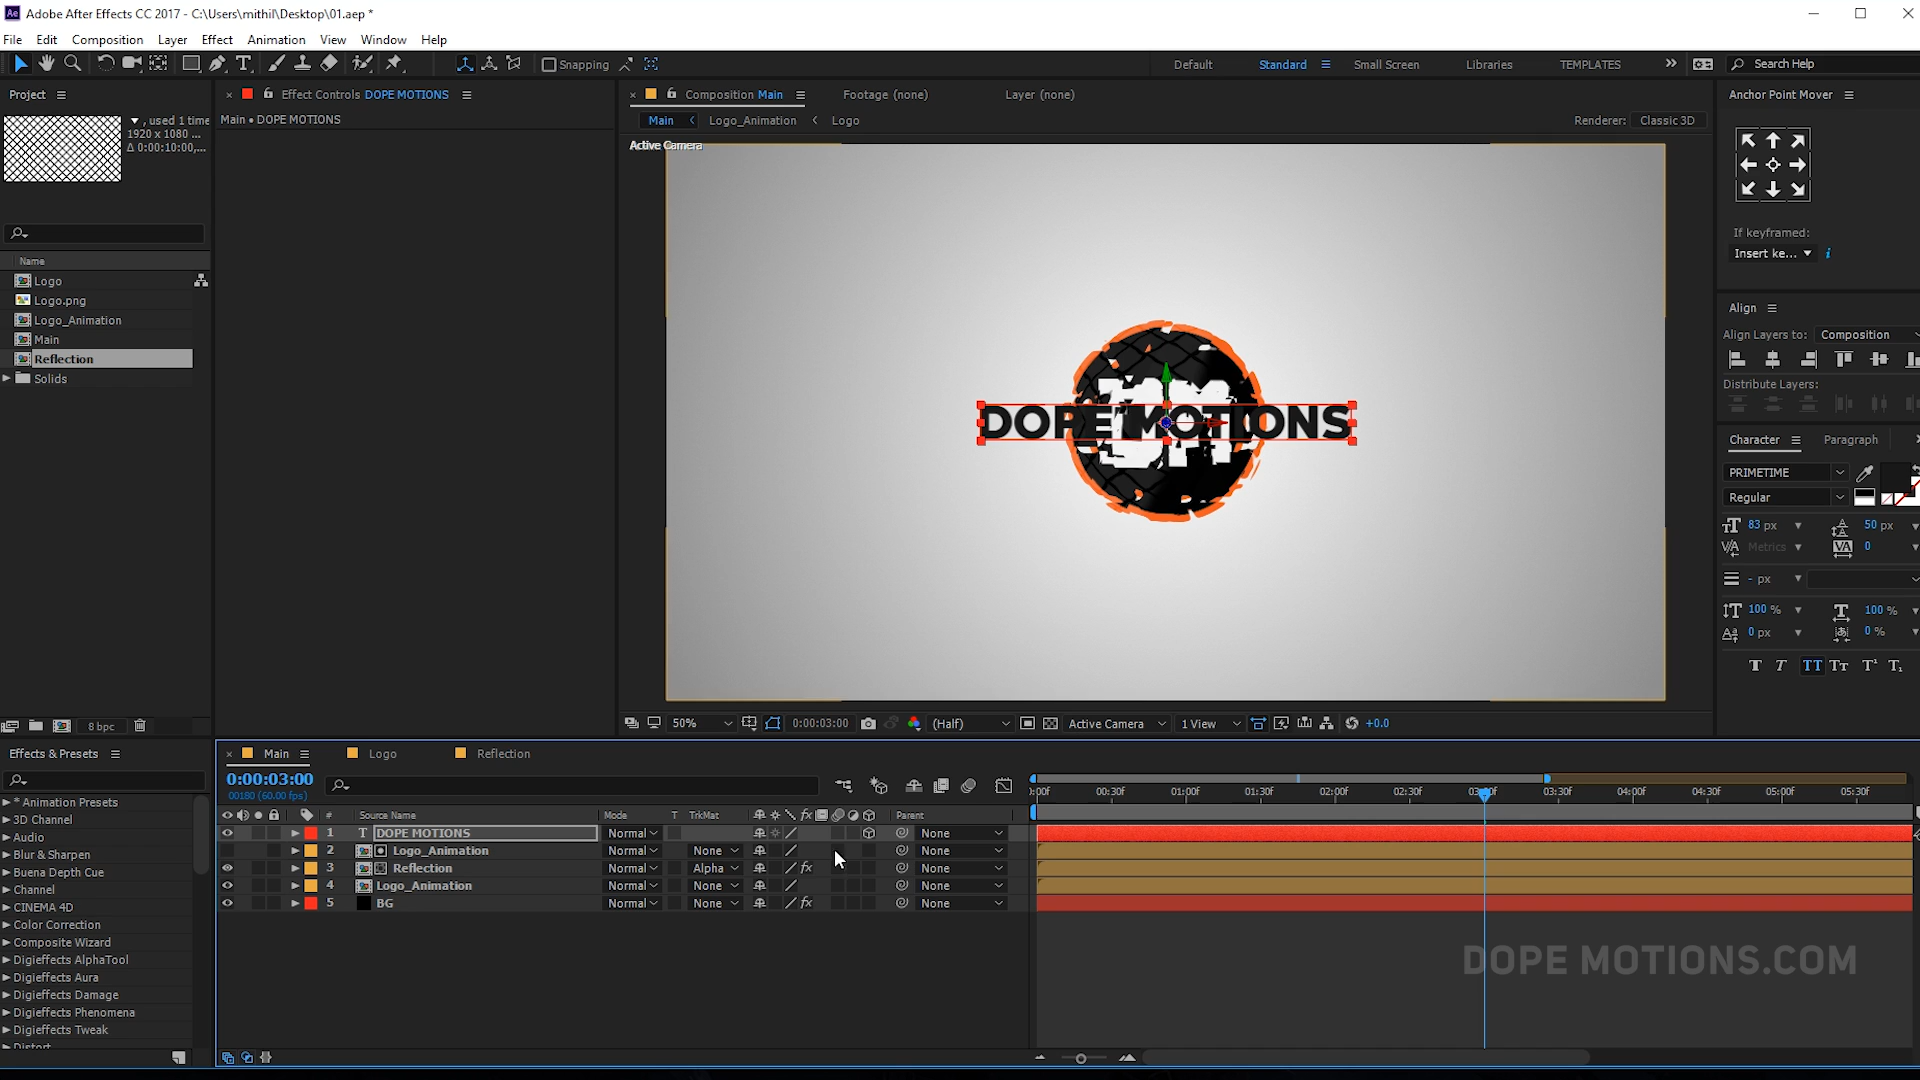 Ae Adobe After Effects CC 2017 - C:\Users\mithil\Desktop\01.aep *
File Edit Composition Layer Effect Animation View Window Help
Snapping Default Standard Small Screen Libraries TEMPLATES Search Help
Project
, used 1 time
1920 x 1080 ...
Δ 0:00:10:00,...
Name
Logo
Logo.png
Logo_Animation
Main
Reflection
Solids
8 bpc
Effect Controls DOPE MOTIONS
Main • DOPE MOTIONS
Composition Main Footage (none) Layer (none)
Main Logo_Animation Logo Renderer: Classic 3D
Active Camera
DOPE MOTIONS
50% 0:00:03:00 (Half) Active Camera 1 View +0.0
Anchor Point Mover
If keyframed:
Insert ke...
Align
Align Layers to: Composition
Distribute Layers:
Character Paragraph
PRIMETIME
Regular
83 px 50 px
Metrics 0
- px
100 % 100 %
0 px 0 %
Effects & Presets
* Animation Presets
3D Channel
Audio
Blur & Sharpen
Buena Depth Cue
Channel
CINEMA 4D
Color Correction
Composite Wizard
Digieffects AlphaTool
Digieffects Aura
Digieffects Damage
Digieffects Phenomena
Digieffects Tweak
Distort
Main Logo Reflection
0:00:03:00
00180 (60.00 fps)
:00f 00:30f 01:00f 01:30f 02:00f 02:30f 03:00f 03:30f 04:00f 04:30f 05:00f 05:30f
# Source Name Mode T TrkMat fx Parent
1 T DOPE MOTIONS Normal None
2 Logo_Animation Normal None None
3 Reflection Normal Alpha fx None
4 Logo_Animation Normal None None
5 BG Normal None fx None
DOPE MOTIONS.COM